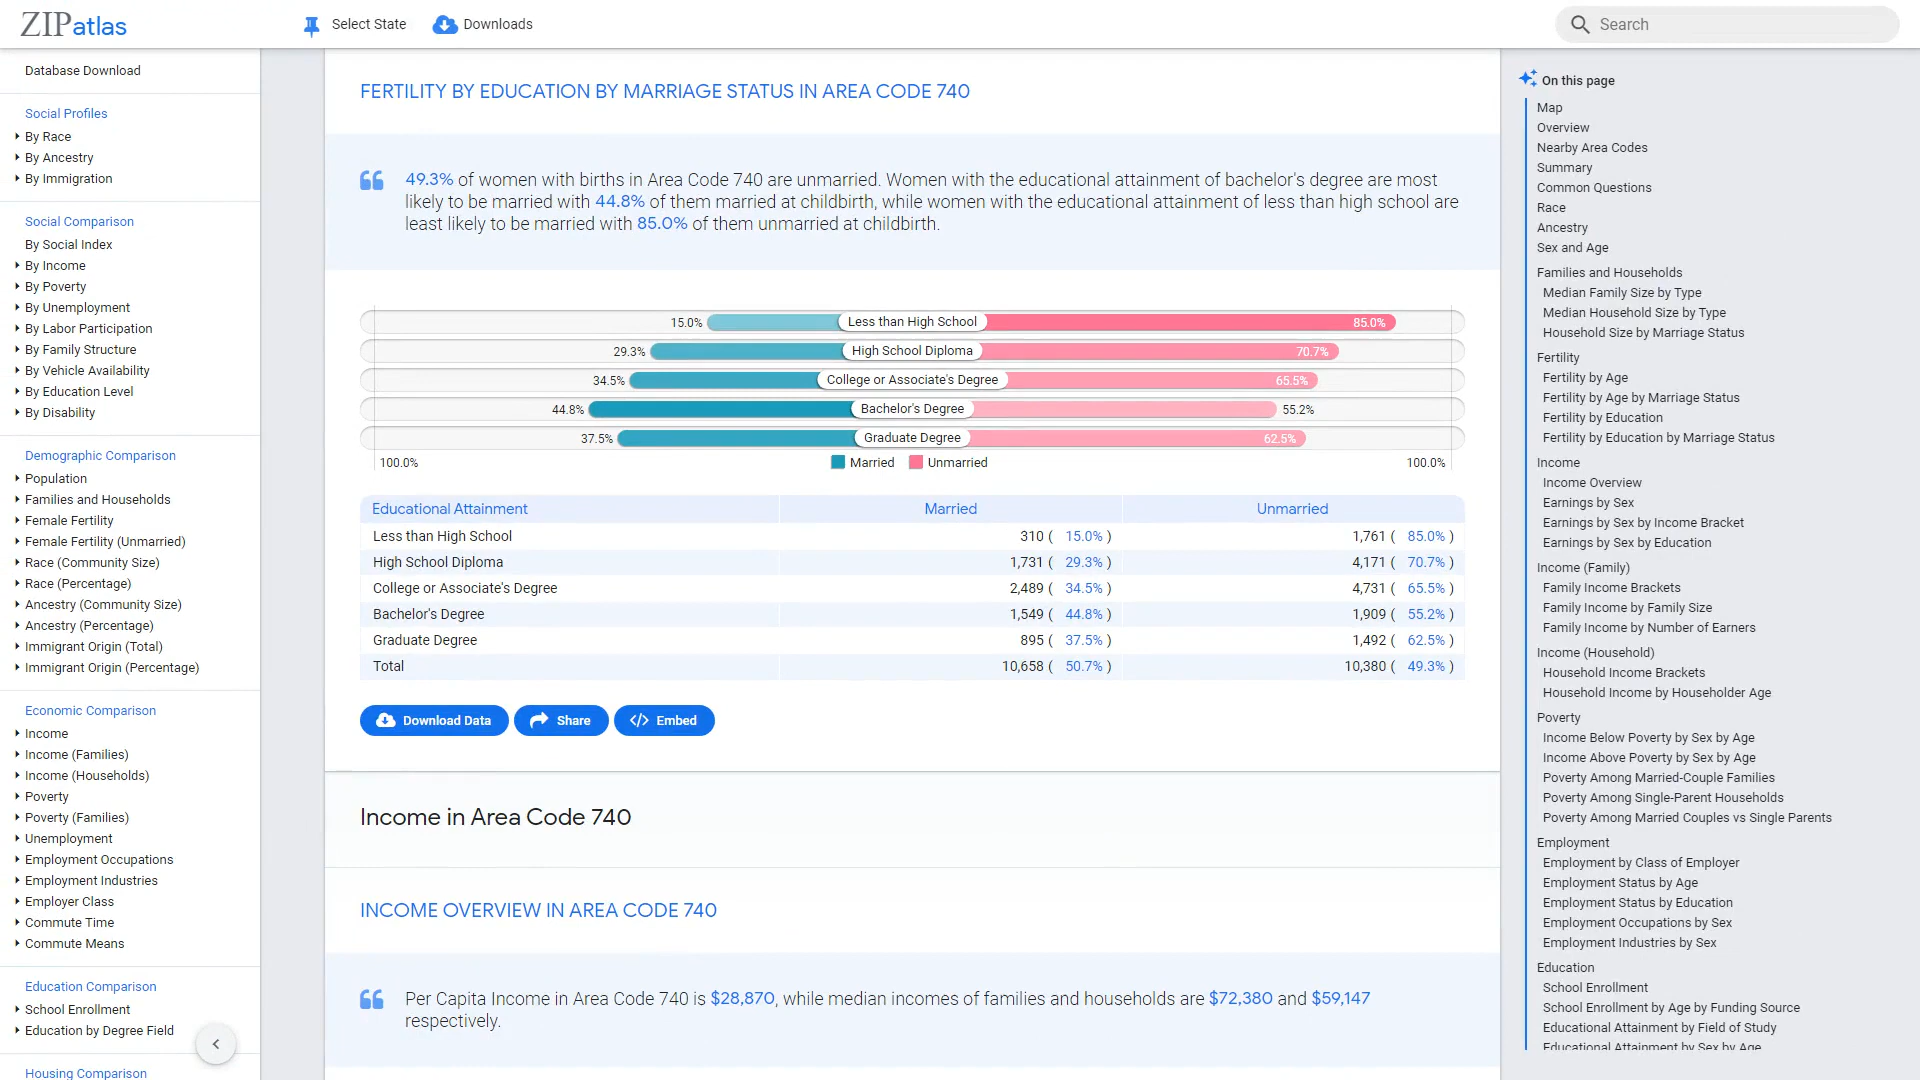 ZIPatlas
Select State
Downloads
Search
Database Download
Social Profiles
By Race
By Ancestry
By Immigration
Social Comparison
By Social Index
By Income
By Poverty
By Unemployment
By Labor Participation
By Family Structure
By Vehicle Availability
By Education Level
By Disability
Demographic Comparison
Population
Families and Households
Female Fertility
Female Fertility (Unmarried)
Race (Community Size)
Race (Percentage)
Ancestry (Community Size)
Ancestry (Percentage)
Immigrant Origin (Total)
Immigrant Origin (Percentage)
Economic Comparison
Income
Income (Families)
Income (Households)
Poverty
Poverty (Families)
Unemployment
Employment Occupations
Employment Industries
Employer Class
Commute Time
Commute Means
Education Comparison
School Enrollment
Education by Degree Field
Housing Comparison
FERTILITY BY EDUCATION BY MARRIAGE STATUS IN AREA CODE 740
49.3% of women with births in Area Code 740 are unmarried. Women with the educational attainment of bachelor's degree are most
likely to be married with 44.8% of them married at childbirth, while women with the educational attainment of less than high school are
least likely to be married with 85.0% of them unmarried at childbirth.
15.0% Less than High School 85.0%
29.3% High School Diploma 70.7%
34.5% College or Associate's Degree 65.5%
44.8% Bachelor's Degree 55.2%
37.5% Graduate Degree 62.5%
100.0% Married Unmarried 100.0%
Educational Attainment Married Unmarried
Less than High School 310 ( 15.0% ) 1,761 ( 85.0% )
High School Diploma 1,731 ( 29.3% ) 4,171 ( 70.7% )
College or Associate's Degree 2,489 ( 34.5% ) 4,731 ( 65.5% )
Bachelor's Degree 1,549 ( 44.8% ) 1,909 ( 55.2% )
Graduate Degree 895 ( 37.5% ) 1,492 ( 62.5% )
Total 10,658 ( 50.7% ) 10,380 ( 49.3% )
Download Data
Share
Embed
Income in Area Code 740
INCOME OVERVIEW IN AREA CODE 740
Per Capita Income in Area Code 740 is $28,870, while median incomes of families and households are $72,380 and $59,147
respectively.
On this page
Map
Overview
Nearby Area Codes
Summary
Common Questions
Race
Ancestry
Sex and Age
Families and Households
Median Family Size by Type
Median Household Size by Type
Household Size by Marriage Status
Fertility
Fertility by Age
Fertility by Age by Marriage Status
Fertility by Education
Fertility by Education by Marriage Status
Income
Income Overview
Earnings by Sex
Earnings by Sex by Income Bracket
Earnings by Sex by Education
Income (Family)
Family Income Brackets
Family Income by Family Size
Family Income by Number of Earners
Income (Household)
Household Income Brackets
Household Income by Householder Age
Poverty
Income Below Poverty by Sex by Age
Income Above Poverty by Sex by Age
Poverty Among Married-Couple Families
Poverty Among Single-Parent Households
Poverty Among Married Couples vs Single Parents
Employment
Employment by Class of Employer
Employment Status by Age
Employment Status by Education
Employment Occupations by Sex
Employment Industries by Sex
Education
School Enrollment
School Enrollment by Age by Funding Source
Educational Attainment by Field of Study
Educational Attainment by Sex by Age